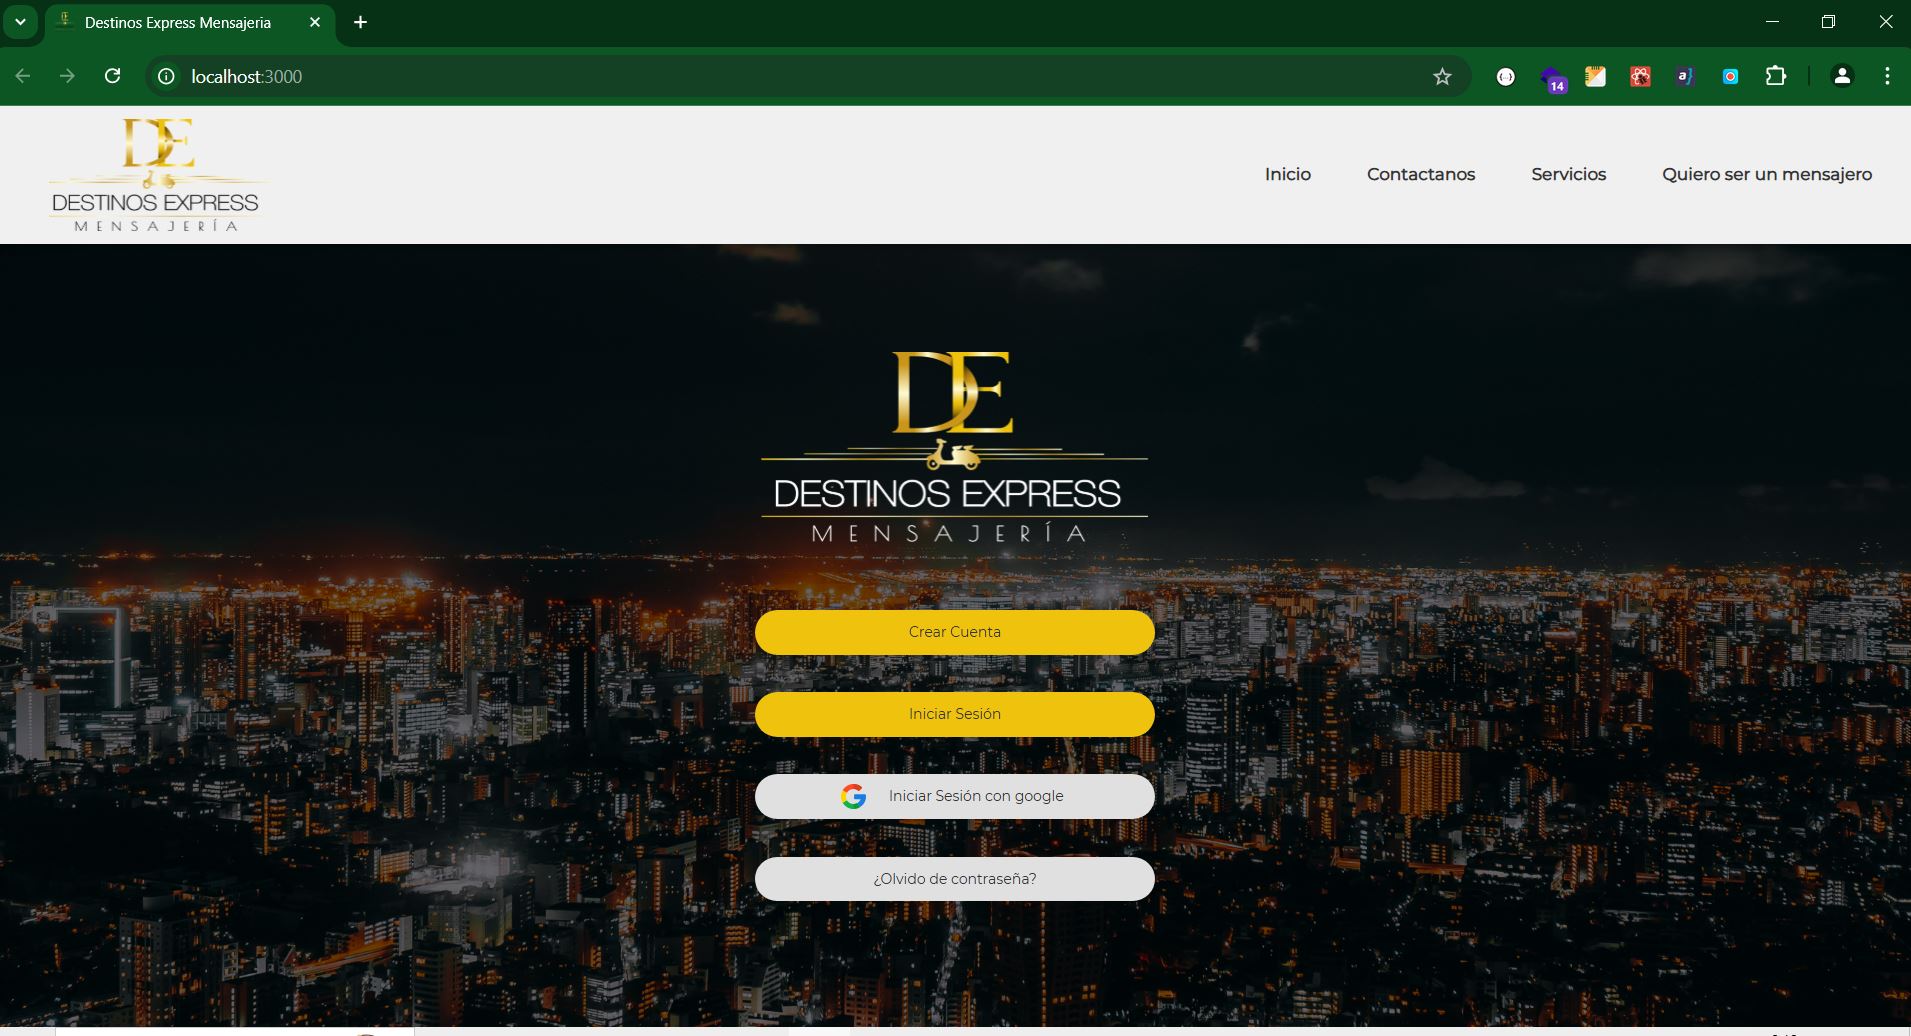 Destinos Express Mensajeria
localhost:3000
14
DE
DESTINOS EXPRESS
MENSAJERÍA
Inicio
Contactanos
Servicios
Quiero ser un mensajero
DE
DESTINOS EXPRESS
MENSAJERÍA
Crear Cuenta
Iniciar Sesión
Iniciar Sesión con google
¿Olvido de contraseña?